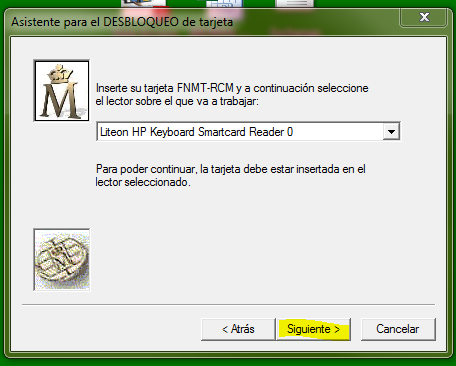 Asistente para el DESBLOQUEO de tarjeta
Inserte su tarjeta FNMT-RCM y a continuación seleccione
el lector sobre el que va a trabajar:
Liteon HP Keyboard Smartcard Reader 0
Para poder continuar, la tarjeta debe estar insertada en el
lector seleccionado.
< Atrás
Siguiente >
Cancelar